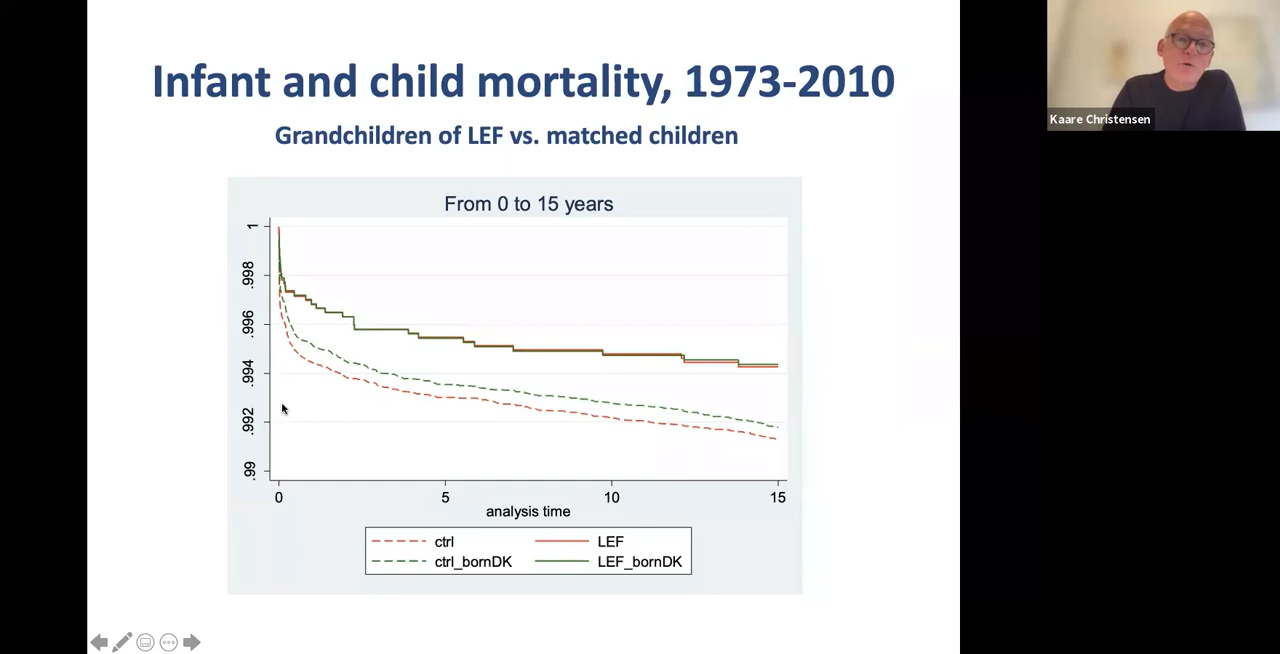 Infant and child mortality, 1973-2010
Grandchildren of LEF vs. matched children
From 0 to 15 years
1
.998
.996
.994
.992
.99
0 5 10 15
analysis time
ctrl LEF
ctrl_bornDK LEF_bornDK
Kaare Christensen